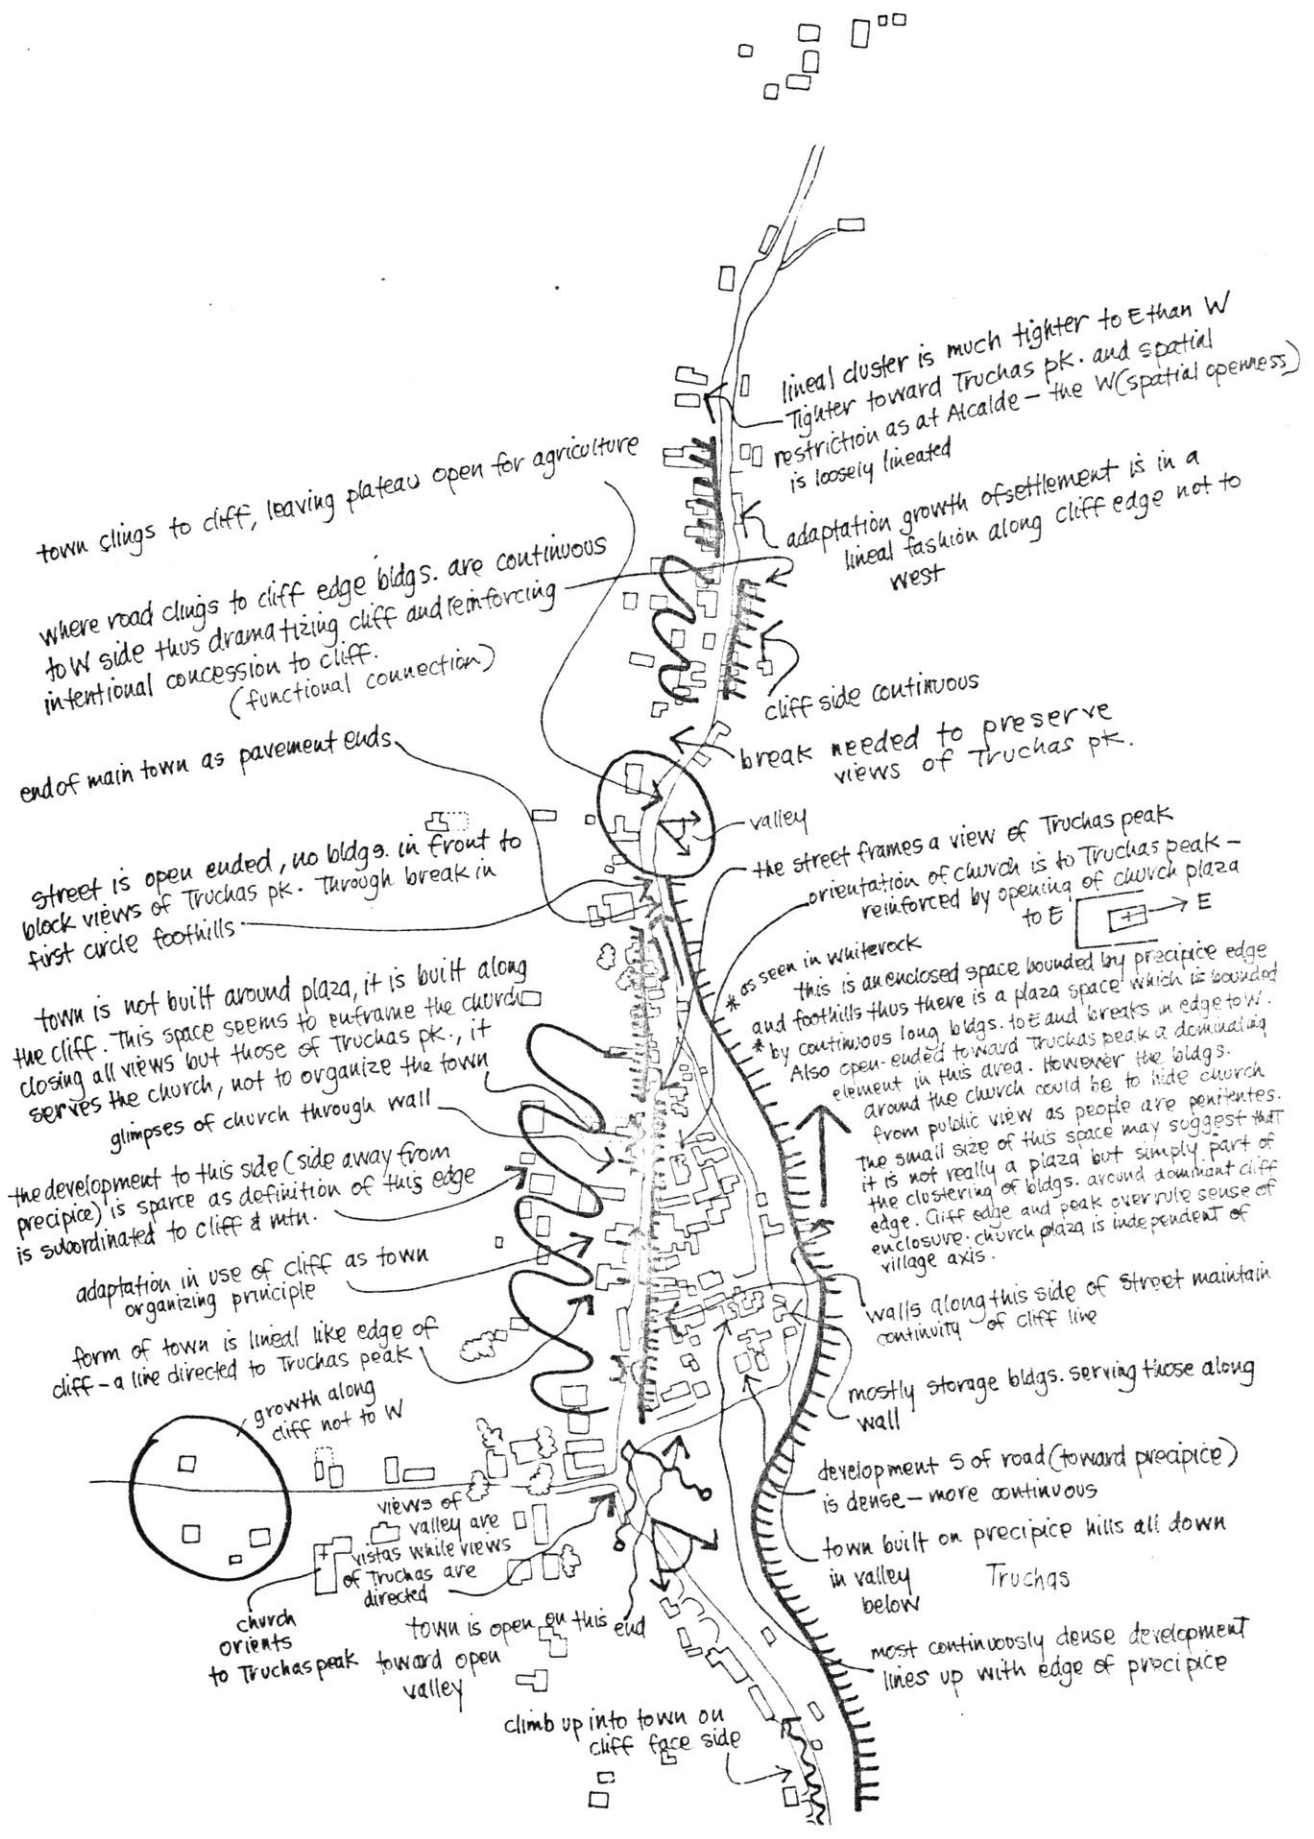 lineal cluster is much tighter to E than W
Tighter toward Truchas pk. and spatial
restriction as at Alcalde – the W (spatial openness)
is loosely lineated
town clings to cliff, leaving plateau open for agriculture
adaptation growth of settlement is in a
lineal fashion along cliff edge not to
west
where road clings to cliff edge bldgs. are continuous
to W side thus dramatizing cliff and reinforcing
intentional concession to cliff.
(functional connection)
cliff side continuous
break needed to preserve
views of Truchas pk.
end of main town as pavement ends
valley
street is open ended, no bldgs. in front to
block views of Truchas pk. Through break in
first circle foothills
the street frames a view of Truchas peak
orientation of church is to Truchas peak –
reinforced by opening of church plaza
to E
E
* as seen in Whiterock
this is an enclosed space bounded by precipice edge
and foothills thus there is a plaza space which is bounded
* by continuous long bldgs. to E and breaks in edge to W.
Also open-ended toward Truchas peak a dominating
element in this area. However the bldgs.
around the church could be to hide church
from public view as people are penitentes.
The small size of this space may suggest that
it is not really a plaza but simply part of
the clustering of bldgs. around dominant cliff
edge. Cliff edge and peak overrule sense of
enclosure. church plaza is independent of
village axis.
town is not built around plaza, it is built along
the cliff. This space seems to enframe the church
closing all views but those of Truchas pk., it
serves the church, not to organize the town
glimpses of church through wall
the development to this side (side away from
precipice) is sparce as definition of this edge
is subordinated to cliff & mtn.
adaptation in use of cliff as town
organizing principle
form of town is lineal like edge of
cliff – a line directed to Truchas peak
growth along
cliff not to W
walls along this side of street maintain
continuity of cliff line
mostly storage bldgs. serving those along
wall
development S of road (toward precipice)
is dense – more continuous
town built on precipice hills all down
in valley
below
Truchas
views of
valley are
vistas while views
of Truchas are
directed
church
orients
to Truchas peak
town is open on this end
toward open
valley
most continuously dense development
lines up with edge of precipice
climb up into town on
cliff face side